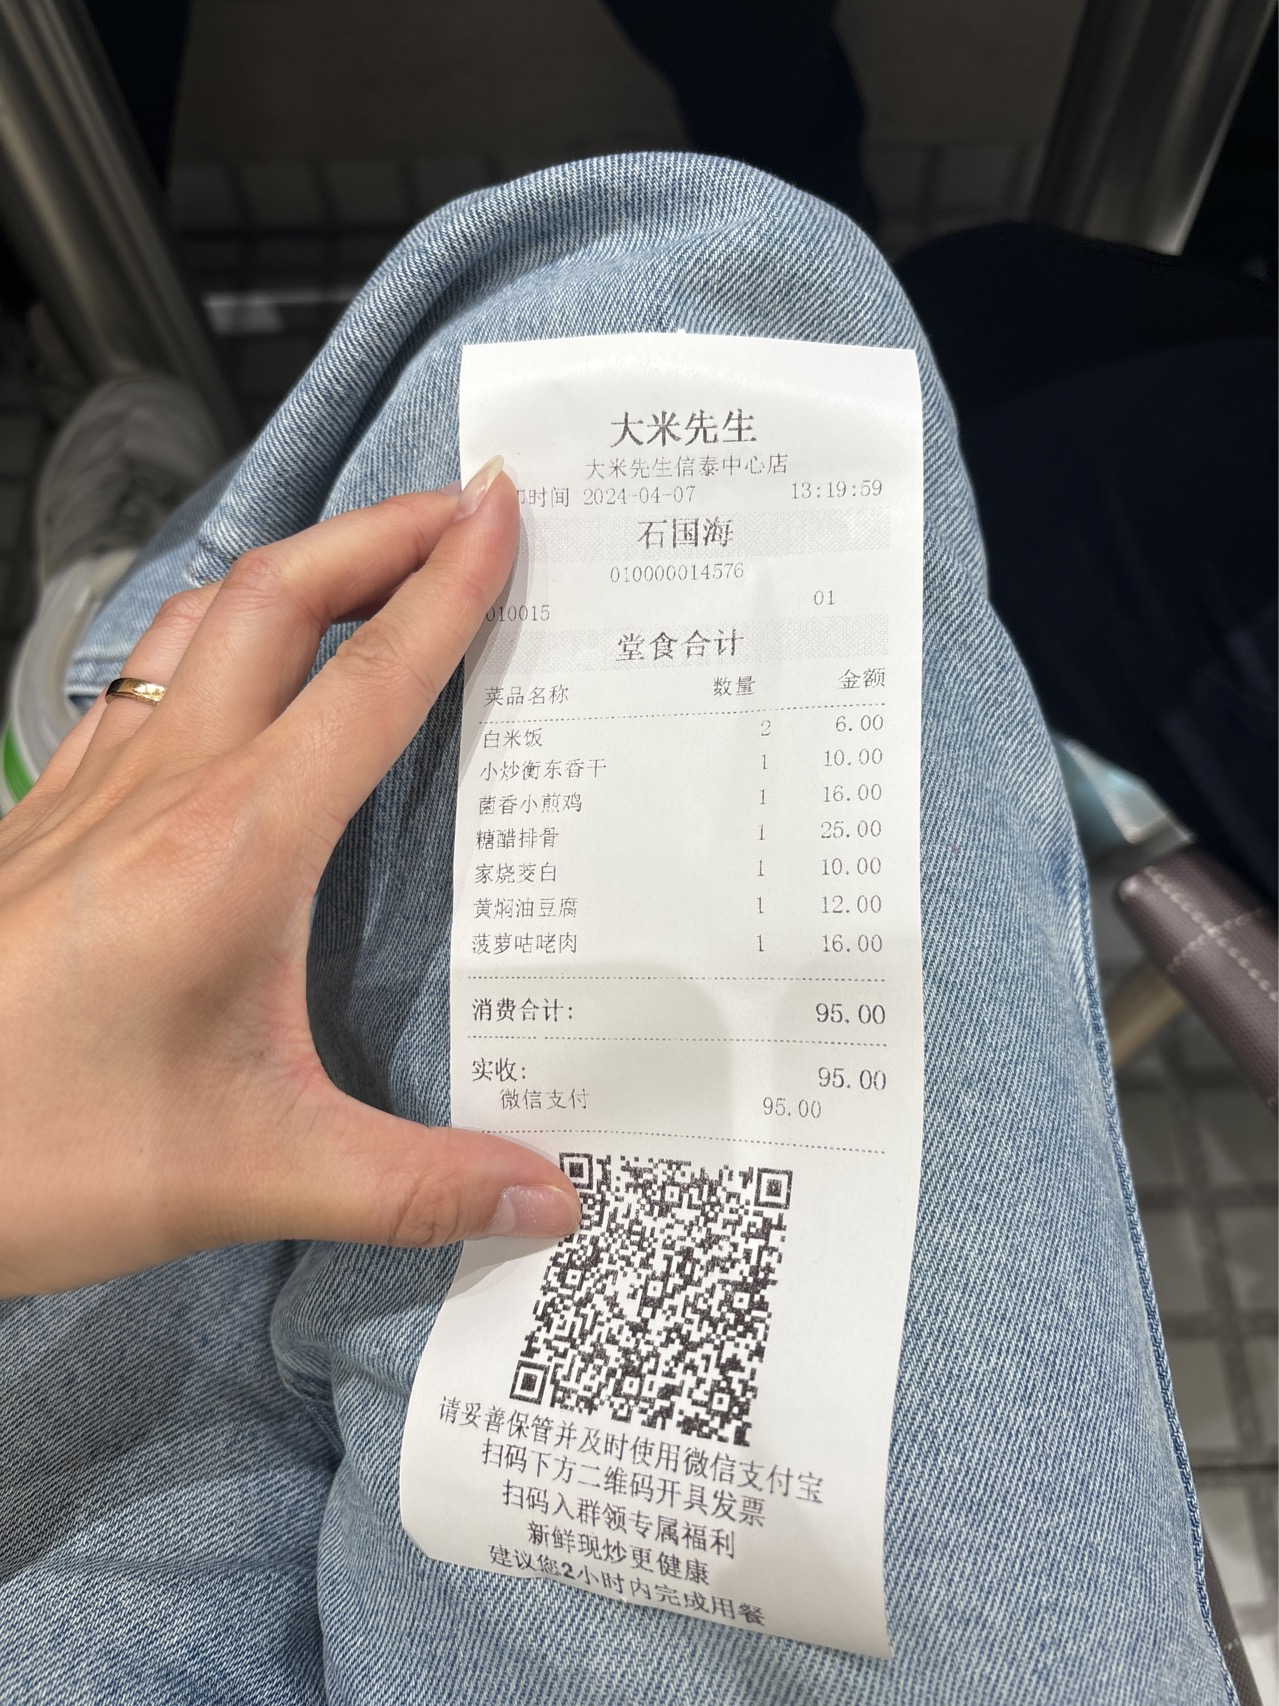 大米先生
大米先生信泰中心店
印时间 2024-04-07 13:19:59
石国海
010000014576
010015 01
堂食合计
菜品名称 数量 金额
白米饭 2 6.00
小炒衡东香干 1 10.00
菌香小煎鸡 1 16.00
糖醋排骨 1 25.00
家烧茭白 1 10.00
黄焖油豆腐 1 12.00
菠萝咕咾肉 1 16.00
消费合计: 95.00
实收: 95.00
微信支付 95.00
请妥善保管并及时使用微信支付宝
扫码下方二维码开具发票
扫码入群领专属福利
新鲜现炒更健康
建议您2小时内完成用餐